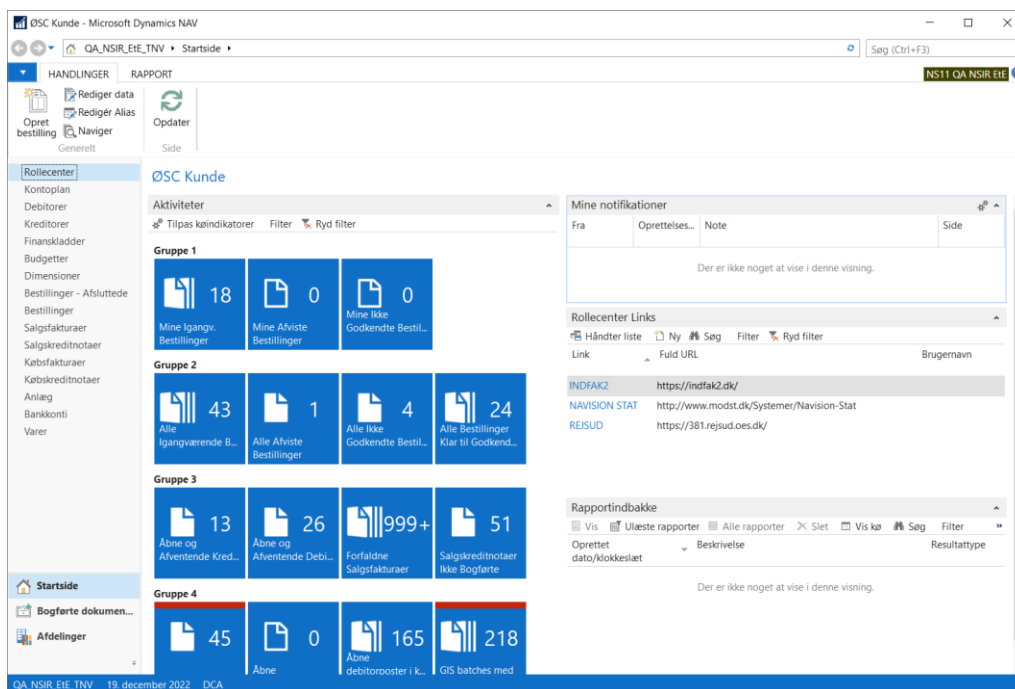 ØSC Kunde - Microsoft Dynamics NAV
QA_NSIR_EtE_TNV ▸ Startside ▸
Søg (Ctrl+F3)
HANDLINGER RAPPORT
NS11 QA NSIR EtE
Opret bestilling
Rediger data
Redigér Alias
Naviger
Opdater
Generelt
Side
Rollecenter
Kontoplan
Debitorer
Kreditorer
Finanskladder
Budgetter
Dimensioner
Bestillinger - Afsluttede
Bestillinger
Salgsfakturaer
Salgskreditnotaer
Købsfakturaer
Købskreditnotaer
Anlæg
Bankkonti
Varer
Startside
Bogførte dokumen...
Afdelinger
ØSC Kunde
Aktiviteter
Tilpas køindikatorer Filter Ryd filter
Gruppe 1
18
Mine Igangv.
Bestillinger
0
Mine Afviste
Bestillinger
0
Mine Ikke
Godkendte Bestil...
Gruppe 2
43
Alle
Igangværende B...
1
Alle Afviste
Bestillinger
4
Alle Ikke
Godkendte Bestil...
24
Alle Bestillinger
Klar til Godkend...
Gruppe 3
13
Åbne og
Afventende Kred...
26
Åbne og
Afventende Debi...
999+
Forfaldne
Salgsfakturaer
51
Salgskreditnotaer
Ikke Bogførte
Gruppe 4
45
0
Åbne
165
Åbne
debitorposter i k...
218
GIS batches med
Mine notifikationer
Fra Oprettelses... Note Side
Der er ikke noget at vise i denne visning.
Rollecenter Links
Håndter liste Ny Søg Filter Ryd filter
Link Fuld URL Brugernavn
INDFAK2 https://indfak2.dk/
NAVISION STAT http://www.modst.dk/Systemer/Navision-Stat
REJSUD https://381.rejsud.oes.dk/
Rapportindbakke
Vis Ulæste rapporter Alle rapporter Slet Vis kø Søg Filter »
Oprettet
dato/klokkeslæt
Beskrivelse
Resultattype
Der er ikke noget at vise i denne visning.
QA_NSIR_EtE_TNV 19. december 2022 DCA